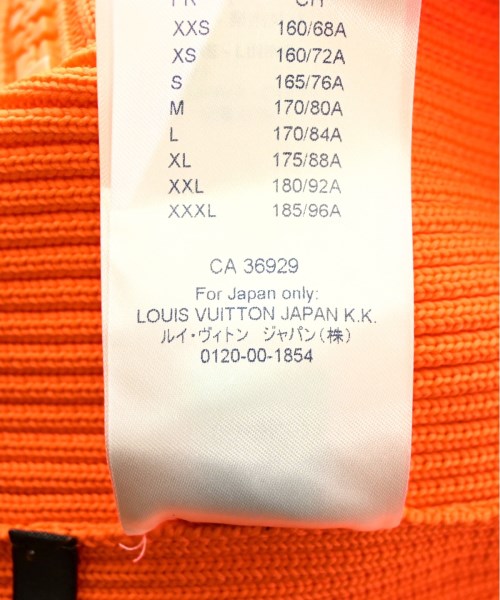 FR CH
XXS 160/68A
XS 160/72A
S 165/76A
M 170/80A
L 170/84A
XL 175/88A
XXL 180/92A
XXXL 185/96A
CA 36929
For Japan only:
LOUIS VUITTON JAPAN K.K.
ルイ・ヴィトン ジャパン(株)
0120-00-1854